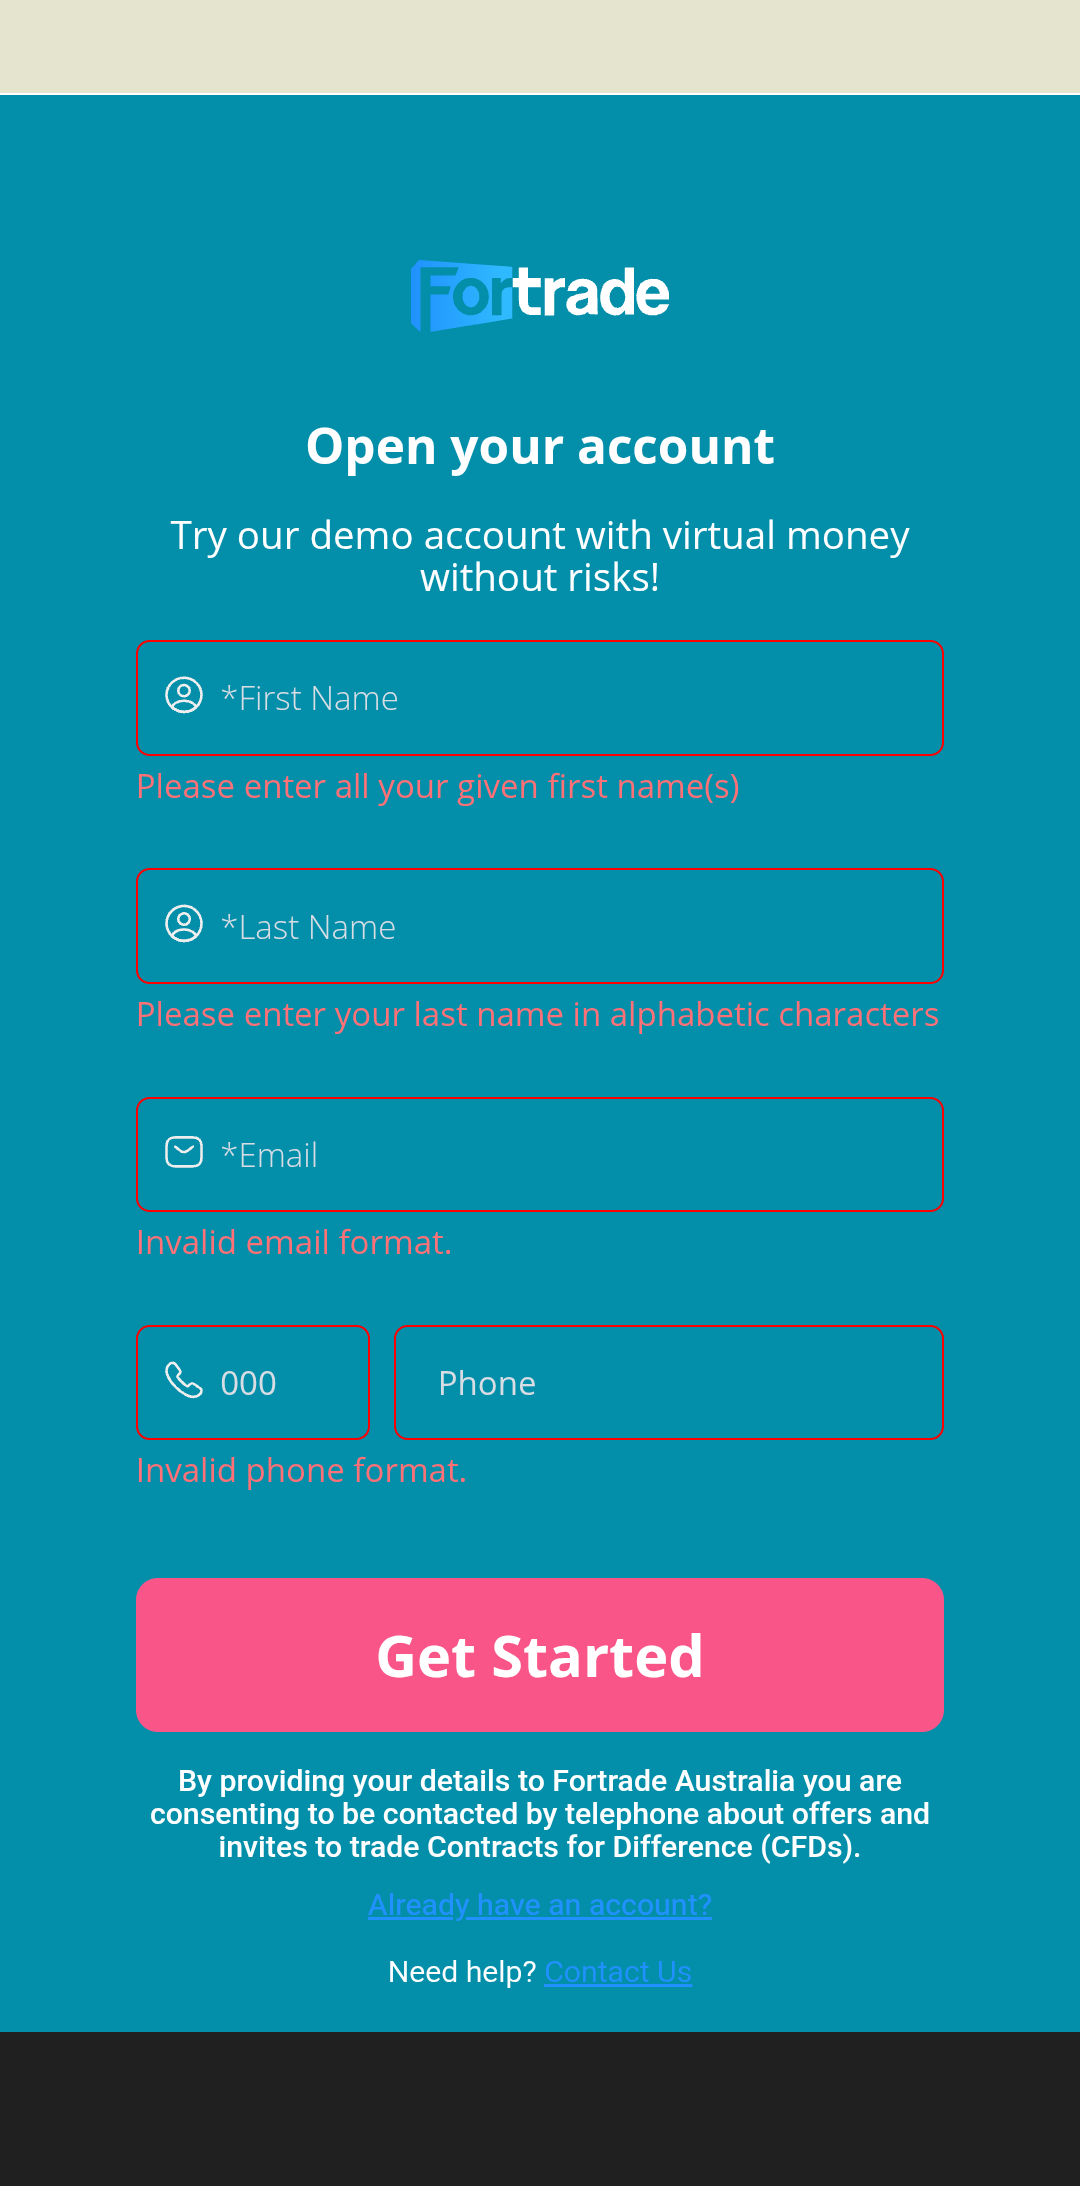 Fortrade
Open your account
Try our demo account with virtual money
without risks!
*First Name
Please enter all your given first name(s)
*Last Name
Please enter your last name in alphabetic characters
*Email
Invalid email format.
000 Phone
Invalid phone format.
Get Started
By providing your details to Fortrade Australia you are
consenting to be contacted by telephone about offers and
invites to trade Contracts for Difference (CFDs).
Already have an account?
Need help? Contact Us